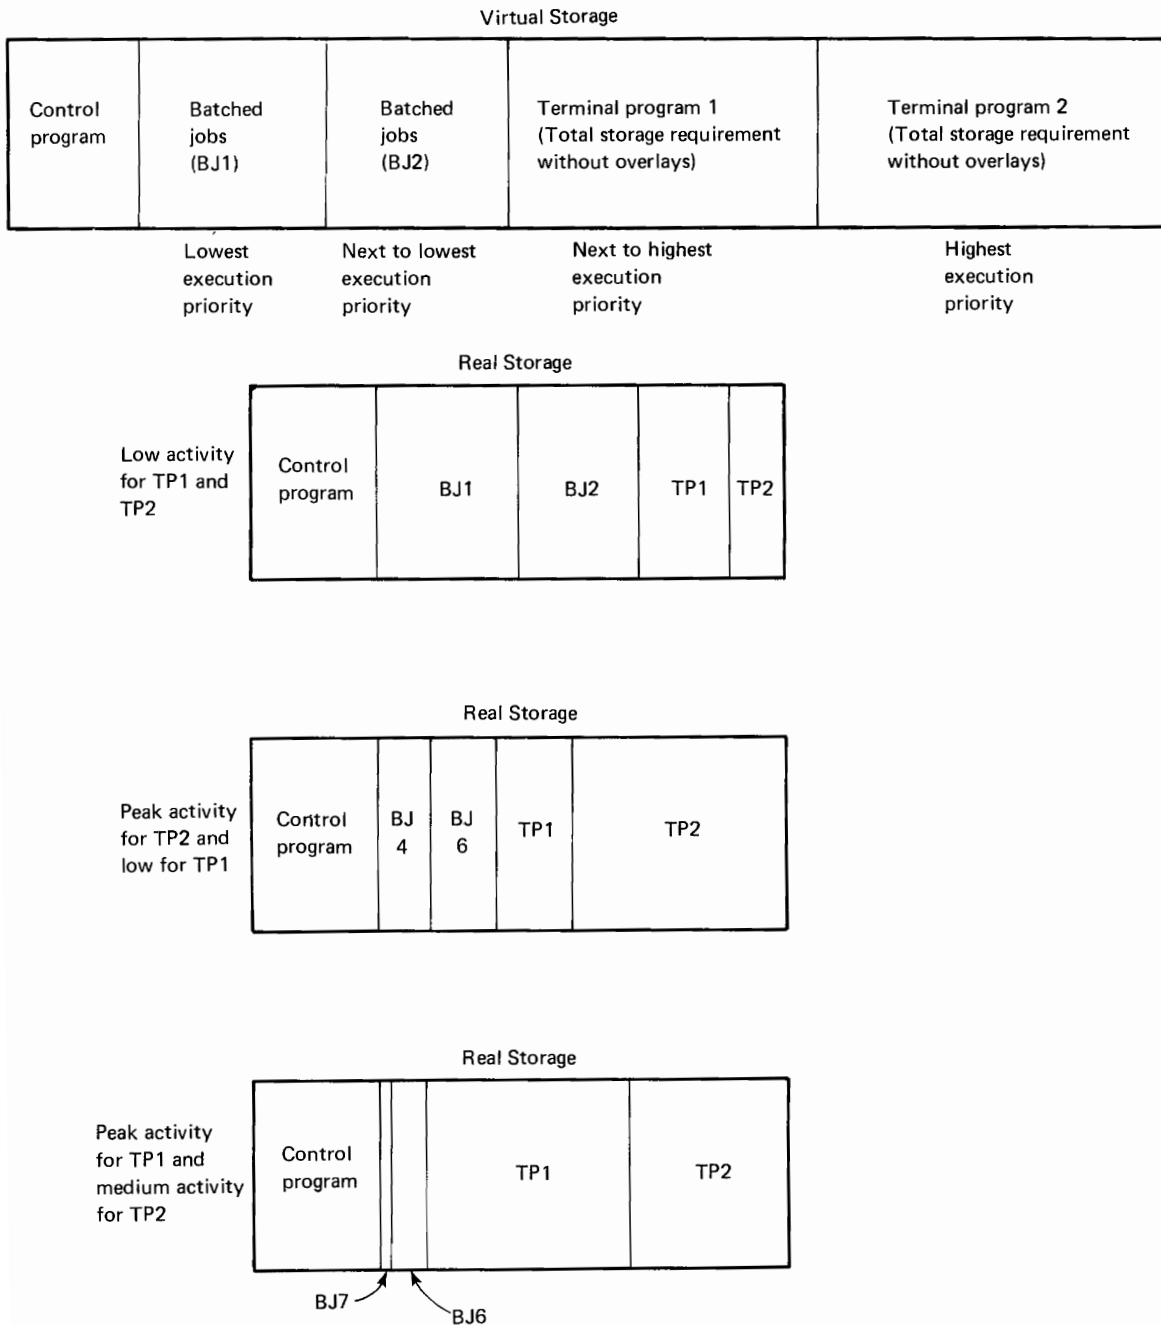 Virtual Storage
Control
program
Batched
jobs
(BJ1)
Batched
jobs
(BJ2)
Terminal program 1
(Total storage requirement
without overlays)
Terminal program 2
(Total storage requirement
without overlays)
Lowest
execution
priority
Next to lowest
execution
priority
Next to highest
execution
priority
Highest
execution
priority
Real Storage
Low activity
for TP1 and
TP2
Control
program
BJ1
BJ2
TP1
TP2
Real Storage
Peak activity
for TP2 and
low for TP1
Control
program
BJ
4
BJ
6
TP1
TP2
Real Storage
Peak activity
for TP1 and
medium activity
for TP2
Control
program
TP1
TP2
BJ7
BJ6